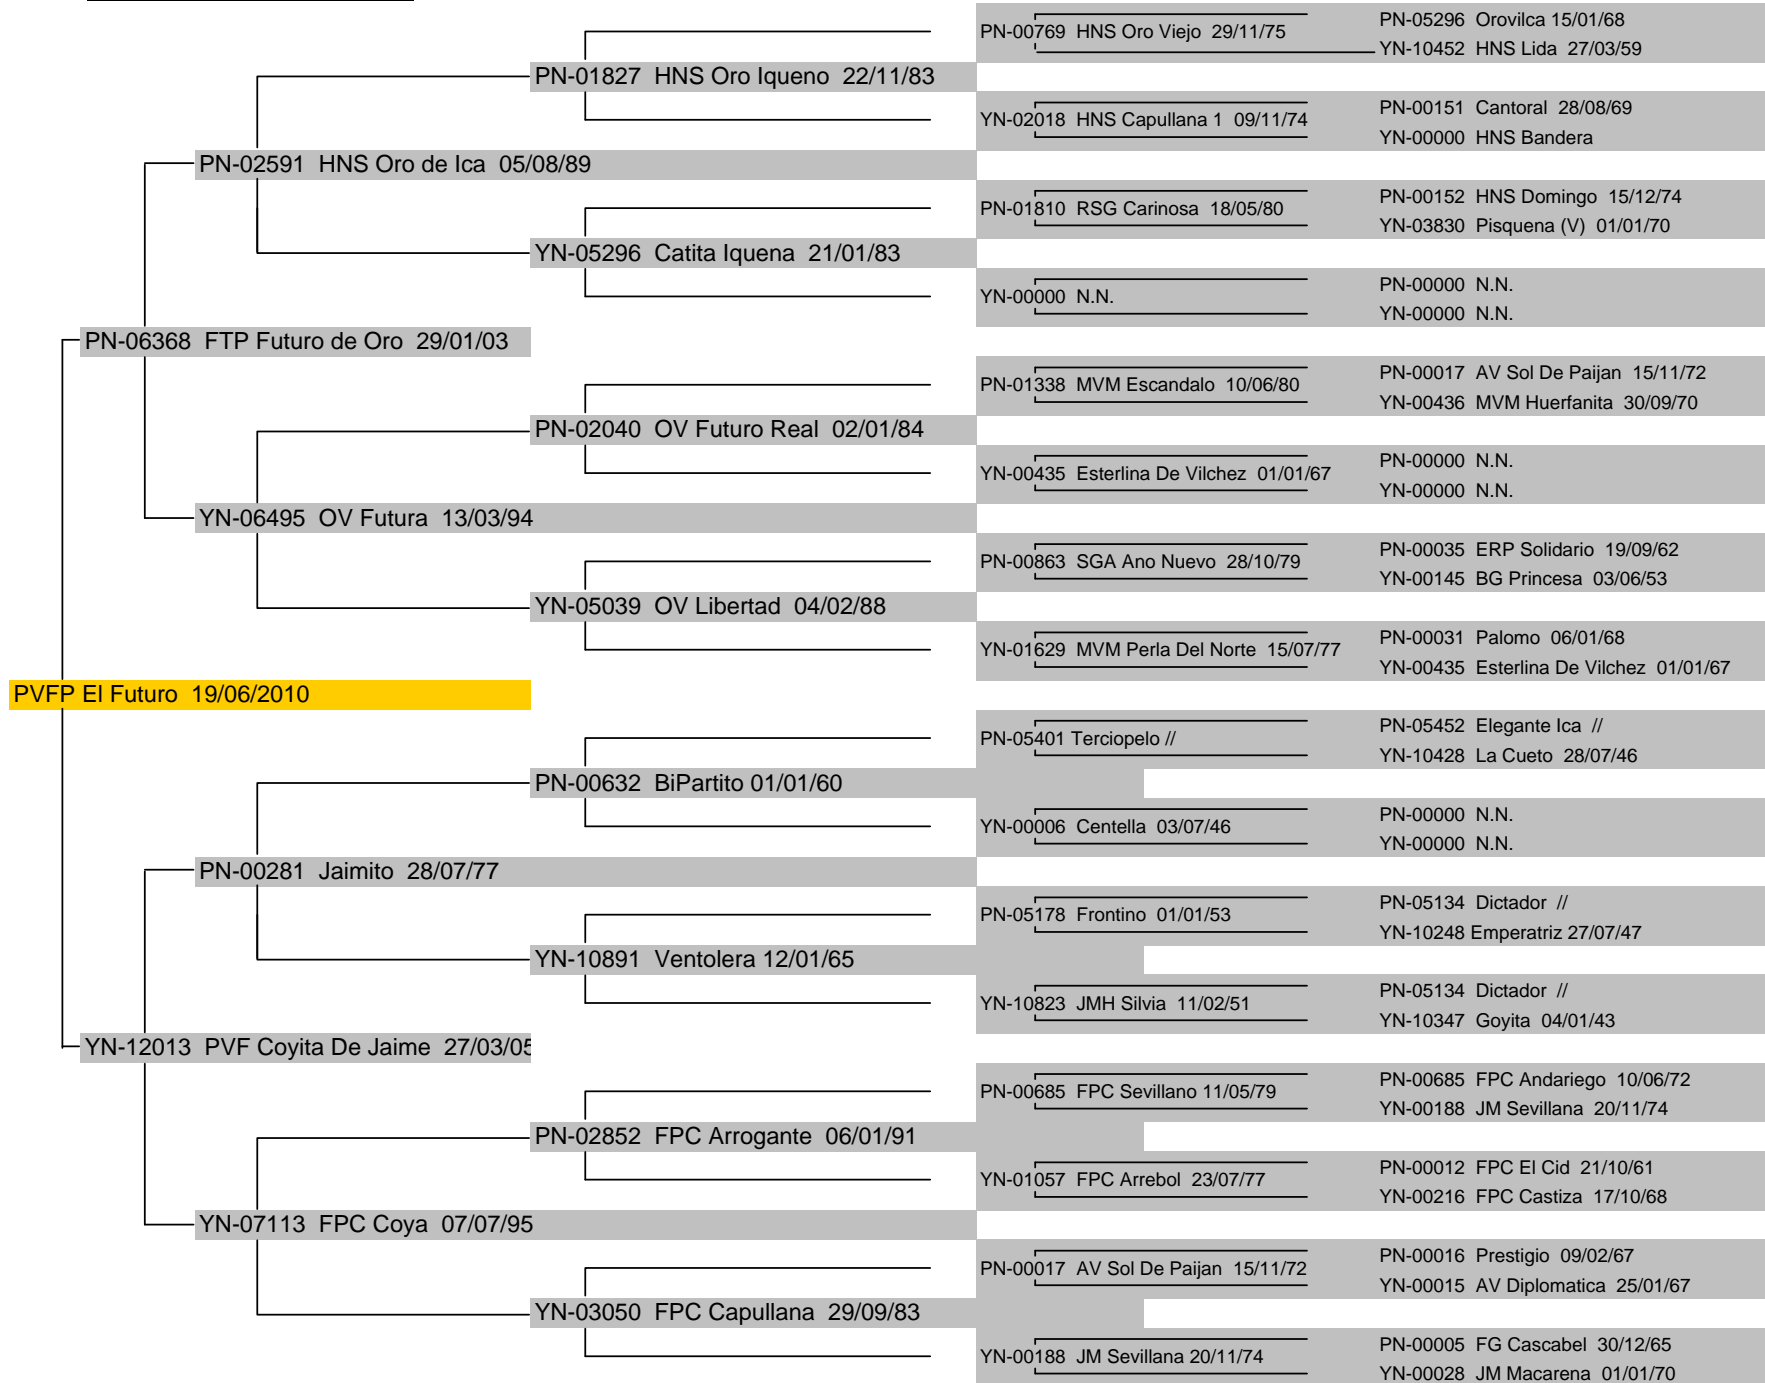 PN-05296 Orovilca 15/01/68
PN-00769 HNS Oro Viejo 29/11/75
YN-10452 HNS Lida 27/03/59
PN-01827 HNS Oro Iqueno 22/11/83
PN-00151 Cantoral 28/08/69
YN-02018 HNS Capullana 1 09/11/74
YN-00000 HNS Bandera
PN-02591 HNS Oro de Ica 05/08/89
PN-00152 HNS Domingo 15/12/74
PN-01810 RSG Carinosa 18/05/80
YN-03830 Pisquena (V) 01/01/70
YN-05296 Catita Iquena 21/01/83
PN-00000 N.N.
YN-00000 N.N.
YN-00000 N.N.
PN-06368 FTP Futuro de Oro 29/01/03
PN-00017 AV Sol De Paijan 15/11/72
PN-01338 MVM Escandalo 10/06/80
YN-00436 MVM Huerfanita 30/09/70
PN-02040 OV Futuro Real 02/01/84
PN-00000 N.N.
YN-00435 Esterlina De Vilchez 01/01/67
YN-00000 N.N.
YN-06495 OV Futura 13/03/94
PN-00035 ERP Solidario 19/09/62
PN-00863 SGA Ano Nuevo 28/10/79
YN-00145 BG Princesa 03/06/53
YN-05039 OV Libertad 04/02/88
PN-00031 Palomo 06/01/68
YN-01629 MVM Perla Del Norte 15/07/77
YN-00435 Esterlina De Vilchez 01/01/67
PVFP El Futuro 19/06/2010
PN-05452 Elegante Ica //
PN-05401 Terciopelo //
YN-10428 La Cueto 28/07/46
PN-00632 BiPartito 01/01/60
PN-00000 N.N.
YN-00006 Centella 03/07/46
YN-00000 N.N.
PN-00281 Jaimito 28/07/77
PN-05134 Dictador //
PN-05178 Frontino 01/01/53
YN-10248 Emperatriz 27/07/47
YN-10891 Ventolera 12/01/65
PN-05134 Dictador //
YN-10823 JMH Silvia 11/02/51
YN-10347 Goyita 04/01/43
YN-12013 PVF Coyita De Jaime 27/03/05
PN-00685 FPC Andariego 10/06/72
PN-00685 FPC Sevillano 11/05/79
YN-00188 JM Sevillana 20/11/74
PN-02852 FPC Arrogante 06/01/91
PN-00012 FPC El Cid 21/10/61
YN-01057 FPC Arrebol 23/07/77
YN-00216 FPC Castiza 17/10/68
YN-07113 FPC Coya 07/07/95
PN-00016 Prestigio 09/02/67
PN-00017 AV Sol De Paijan 15/11/72
YN-00015 AV Diplomatica 25/01/67
YN-03050 FPC Capullana 29/09/83
PN-00005 FG Cascabel 30/12/65
YN-00188 JM Sevillana 20/11/74
YN-00028 JM Macarena 01/01/70